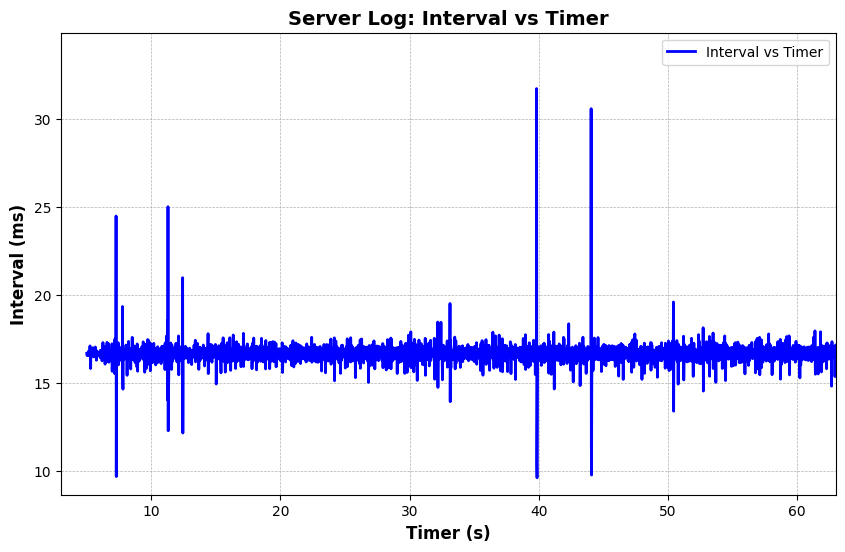 Server Log: Interval vs Timer
Interval vs Timer
Interval (ms)
30
25
20
15
10
10 20 30 40 50 60
Timer (s)